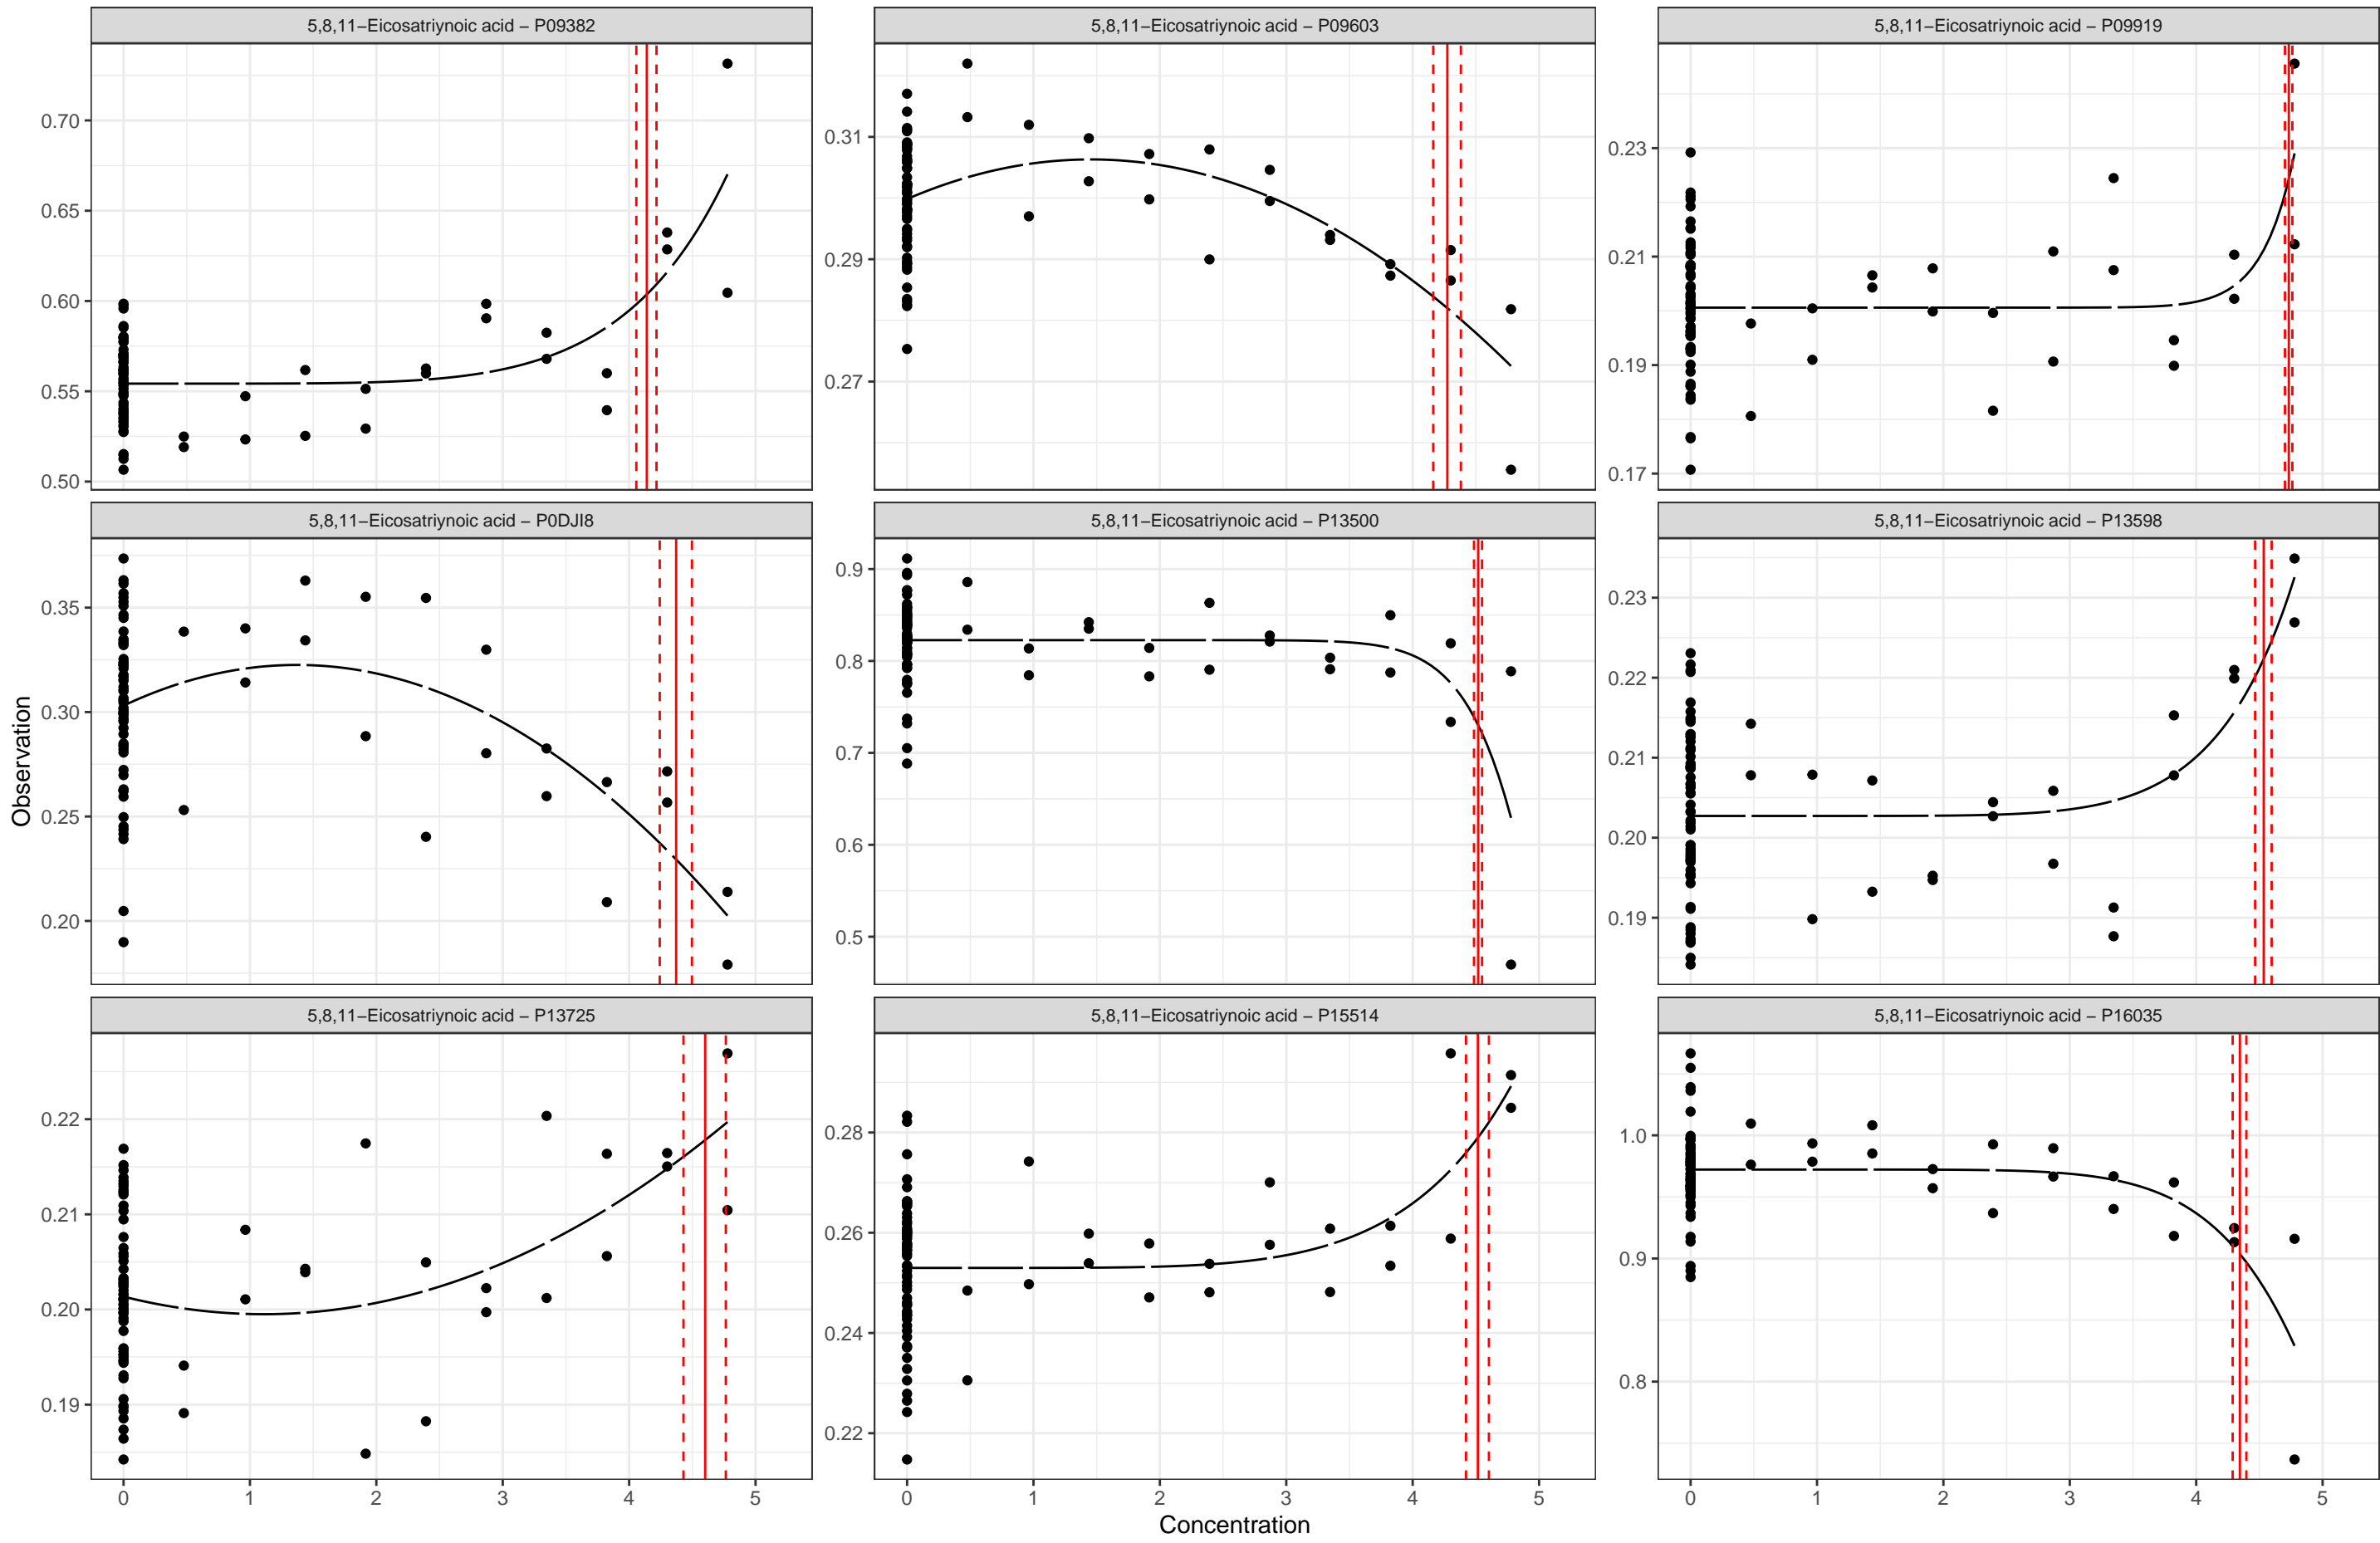 5,8,11−Eicosatriynoic acid − P09382
5,8,11−Eicosatriynoic acid − P09603
5,8,11−Eicosatriynoic acid − P09919
0.70
0.65
0.60
0.55
0.50
0.31
0.29
0.27
0.23
0.21
0.19
0.17
5,8,11−Eicosatriynoic acid − P0DJI8
5,8,11−Eicosatriynoic acid − P13500
5,8,11−Eicosatriynoic acid − P13598
0.35
0.30
0.25
0.20
0.9
0.8
0.7
0.6
0.5
0.23
0.22
0.21
0.20
0.19
Observation
5,8,11−Eicosatriynoic acid − P13725
5,8,11−Eicosatriynoic acid − P15514
5,8,11−Eicosatriynoic acid − P16035
0.22
0.21
0.20
0.19
0.28
0.26
0.24
0.22
1.0
0.9
0.8
0 1 2 3 4 5
0 1 2 3 4 5
0 1 2 3 4 5
Concentration